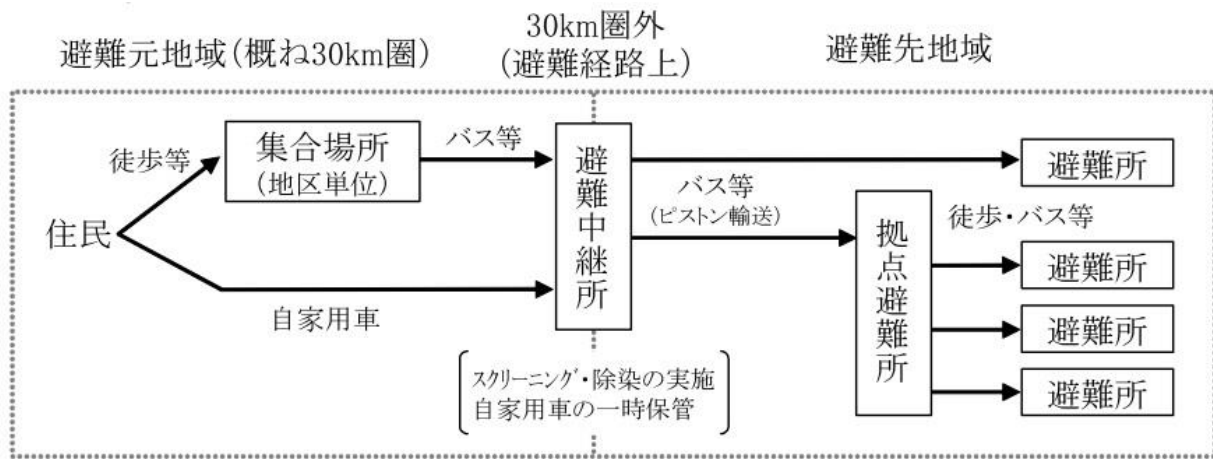 避難元地域(概ね30km圏)
30km圏外
(避難経路上)
避難先地域
住民
徒歩等
集合場所
(地区単位)
バス等
自家用車
避難中継所
スクリーニング・除染の実施
自家用車の一時保管
バス等
(ピストン輸送)
拠点避難所
徒歩・バス等
避難所
避難所
避難所
避難所